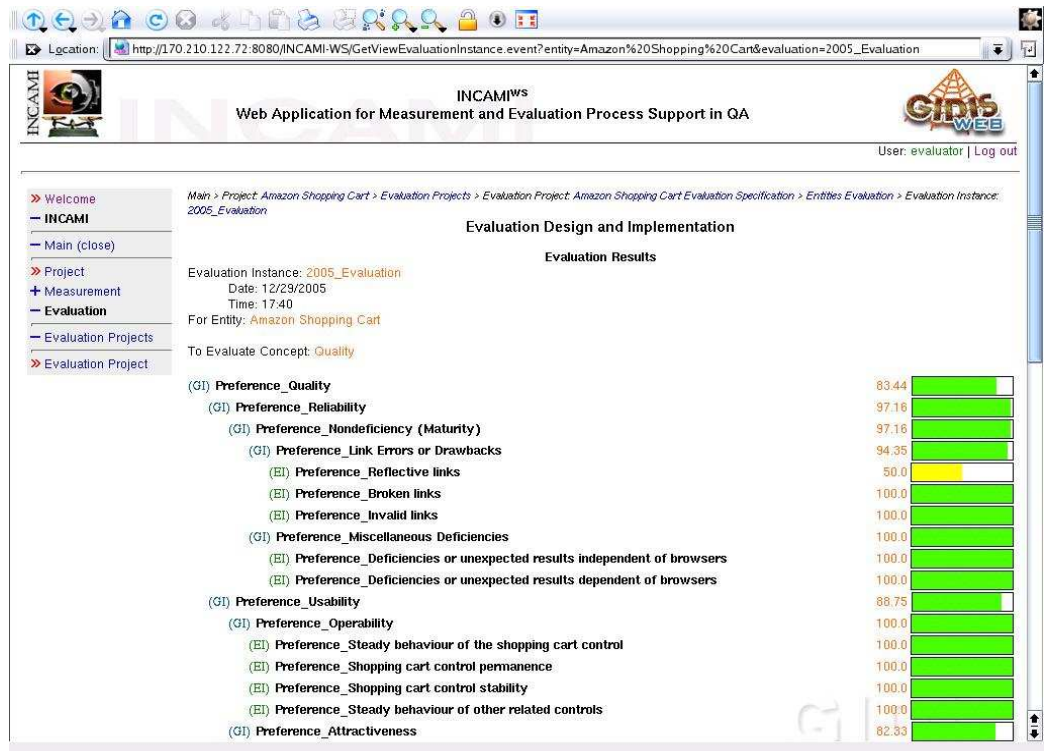 Location: http://170.210.122.72:8080/INCAMI-WS/GetViewEvaluationInstance.event?entity=Amazon%20Shopping%20Cart&evaluation=2005_Evaluation
INCAMI
INCAMI
INCAMIWS
Web Application for Measurement and Evaluation Process Support in QA
GIDIS
WEB
User: evaluator | Log out
Welcome
INCAMI
Main (close)
Project
Measurement
Evaluation
Evaluation Projects
Evaluation Project
Main > Project: Amazon Shopping Cart > Evaluation Projects > Evaluation Project: Amazon Shopping Cart Evaluation Specification > Entities Evaluation > Evaluation Instance:
2005_Evaluation
Evaluation Design and Implementation
Evaluation Results
Evaluation Instance: 2005_Evaluation
Date: 12/29/2005
Time: 17:40
For Entity: Amazon Shopping Cart
To Evaluate Concept: Quality
(GI) Preference_Quality 83.44
(GI) Preference_Reliability 97.16
(GI) Preference_Nondeficiency (Maturity) 97.16
(GI) Preference_Link Errors or Drawbacks 94.35
(EI) Preference_Reflective links 50.0
(EI) Preference_Broken links 100.0
(EI) Preference_Invalid links 100.0
(GI) Preference_Miscellaneous Deficiencies 100.0
(EI) Preference_Deficiencies or unexpected results independent of browsers 100.0
(EI) Preference_Deficiencies or unexpected results dependent of browsers 100.0
(GI) Preference_Usability 88.75
(GI) Preference_Operability 100.0
(EI) Preference_Steady behaviour of the shopping cart control 100.0
(EI) Preference_Shopping cart control permanence 100.0
(EI) Preference_Shopping cart control stability 100.0
(EI) Preference_Steady behaviour of other related controls 100.0
(GI) Preference_Attractiveness 82.33